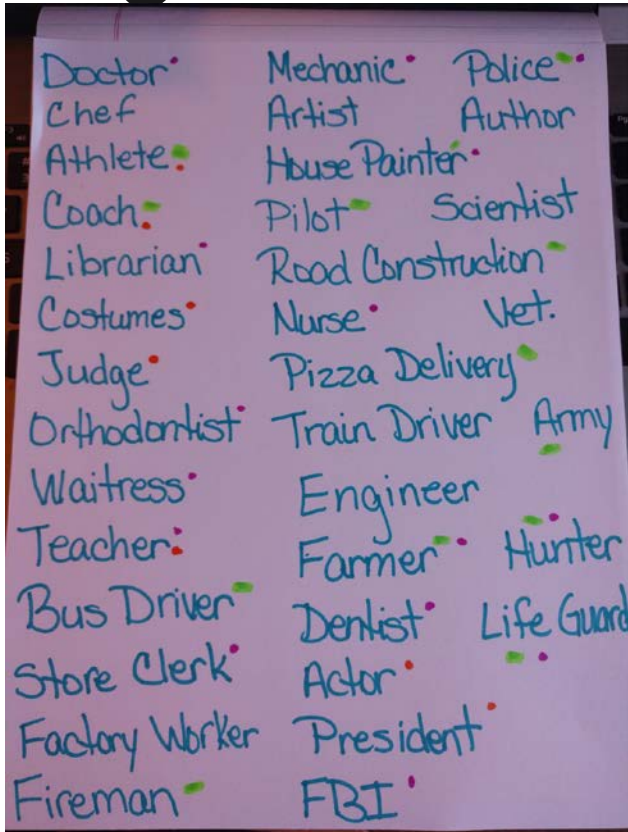 Doctor Mechanic Police
Chef Artist Author
Athlete House Painter
Coach Pilot Scientist
Librarian Road Construction
Costumes Nurse Vet.
Judge Pizza Delivery
Orthodontist Train Driver Army
Waitress Engineer
Teacher Farmer Hunter
Bus Driver Dentist Life Guard
Store Clerk Actor
Factory Worker President
Fireman FBI